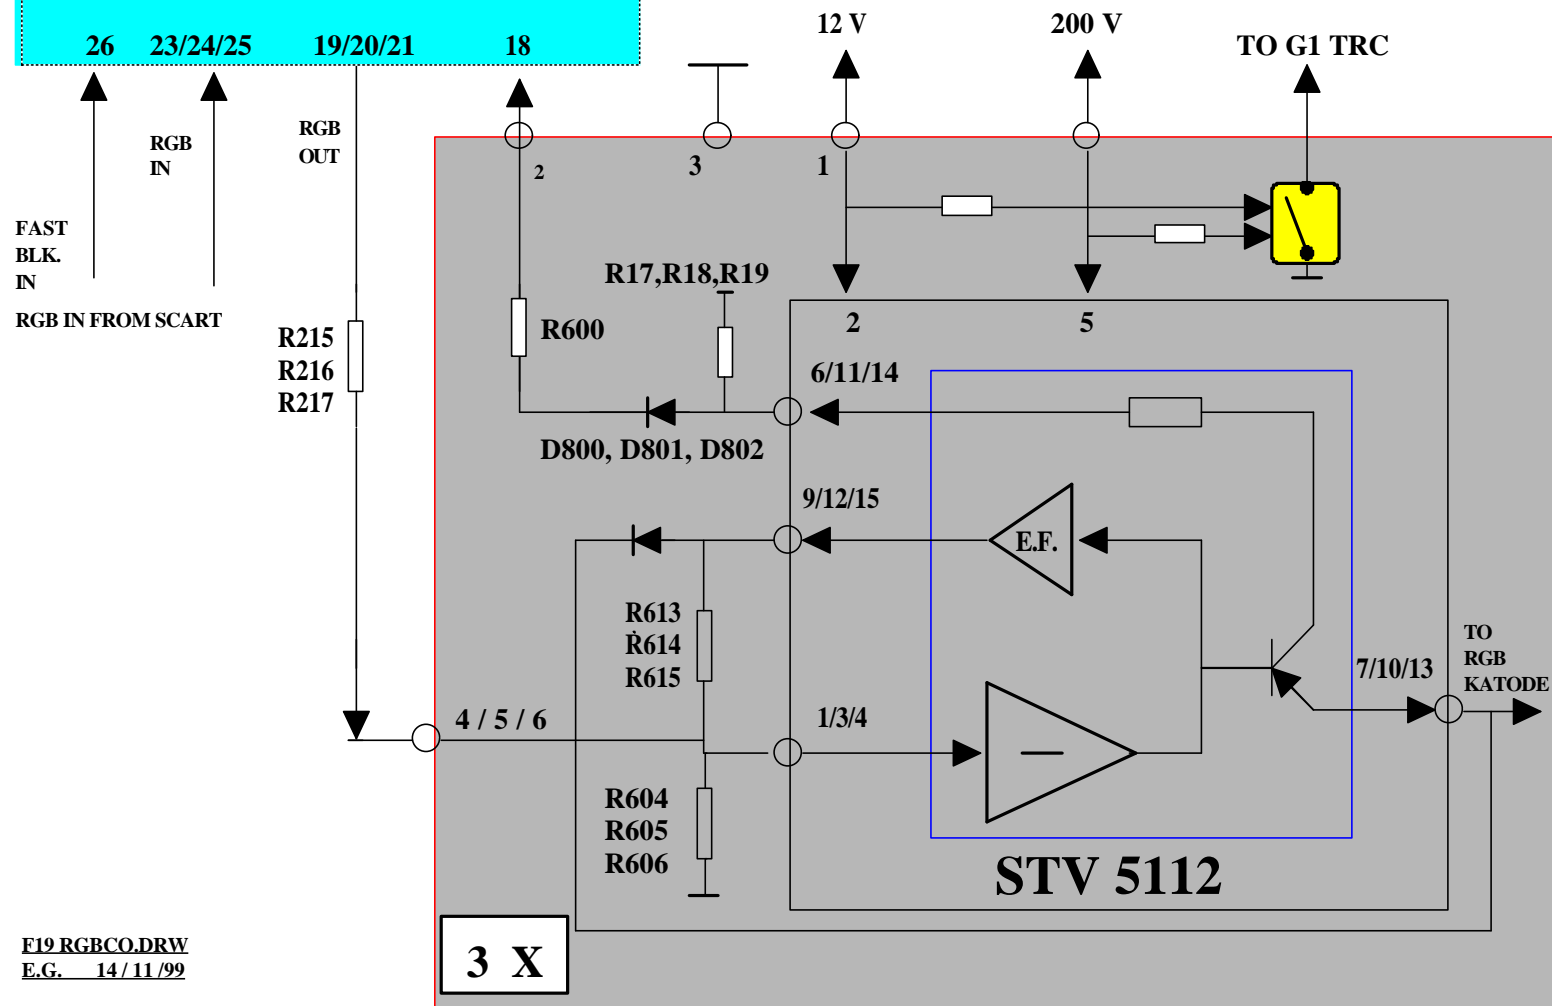 12 V
200 V
TO G1 TRC
26
23/24/25
19/20/21
18
RGB
IN
RGB
OUT
2
3
1
FAST
BLK.
IN
RGB IN FROM SCART
R17,R18,R19
R215
R216
R217
R600
2
5
6/11/14
D800, D801, D802
9/12/15
E.F.
R613
R614
R615
7/10/13
TO
RGB
KATODE
4 / 5 / 6
1/3/4
R604
R605
R606
STV 5112
3 X
F19 RGBCO.DRW
E.G. 14 / 11 /99